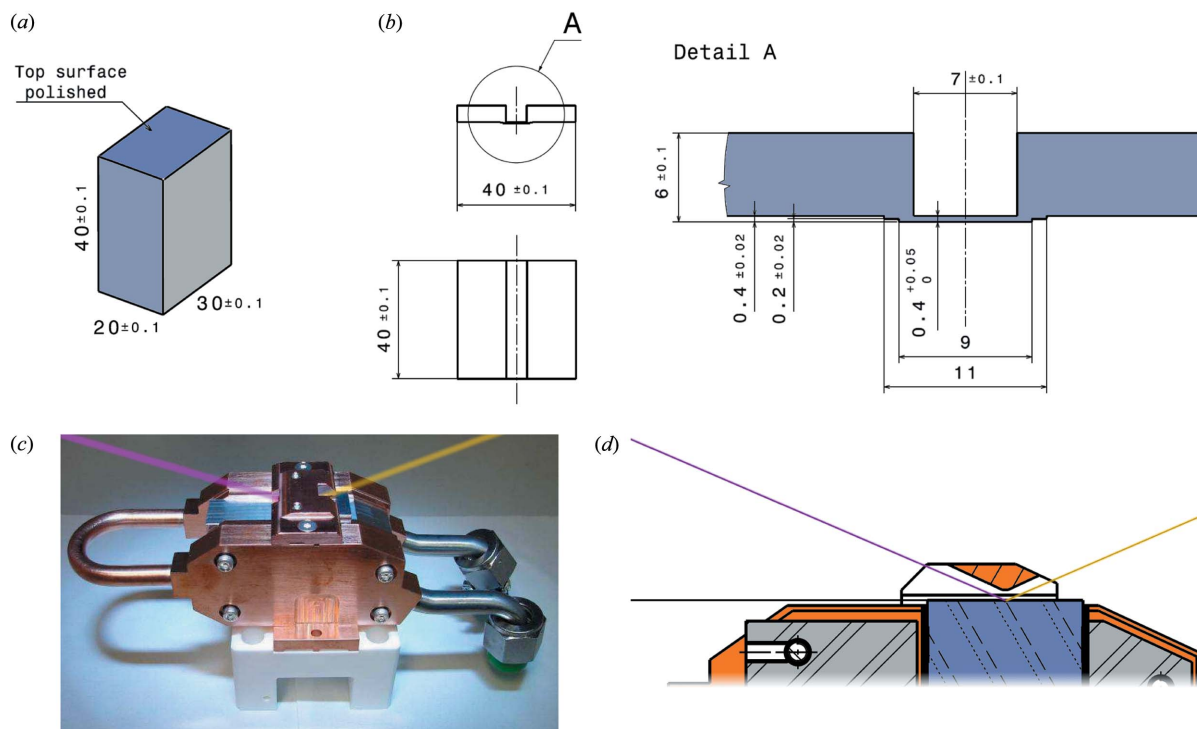 (a)
Top surface
polished
40±0.1
20±0.1
30±0.1
(b)
A
40 ±0.1
40 ±0.1
Detail A
7 ±0.1
6 ±0.1
0.4 ±0.02
0.2 ±0.02
0.4 +0.05 0
9
11
(c)
(d)